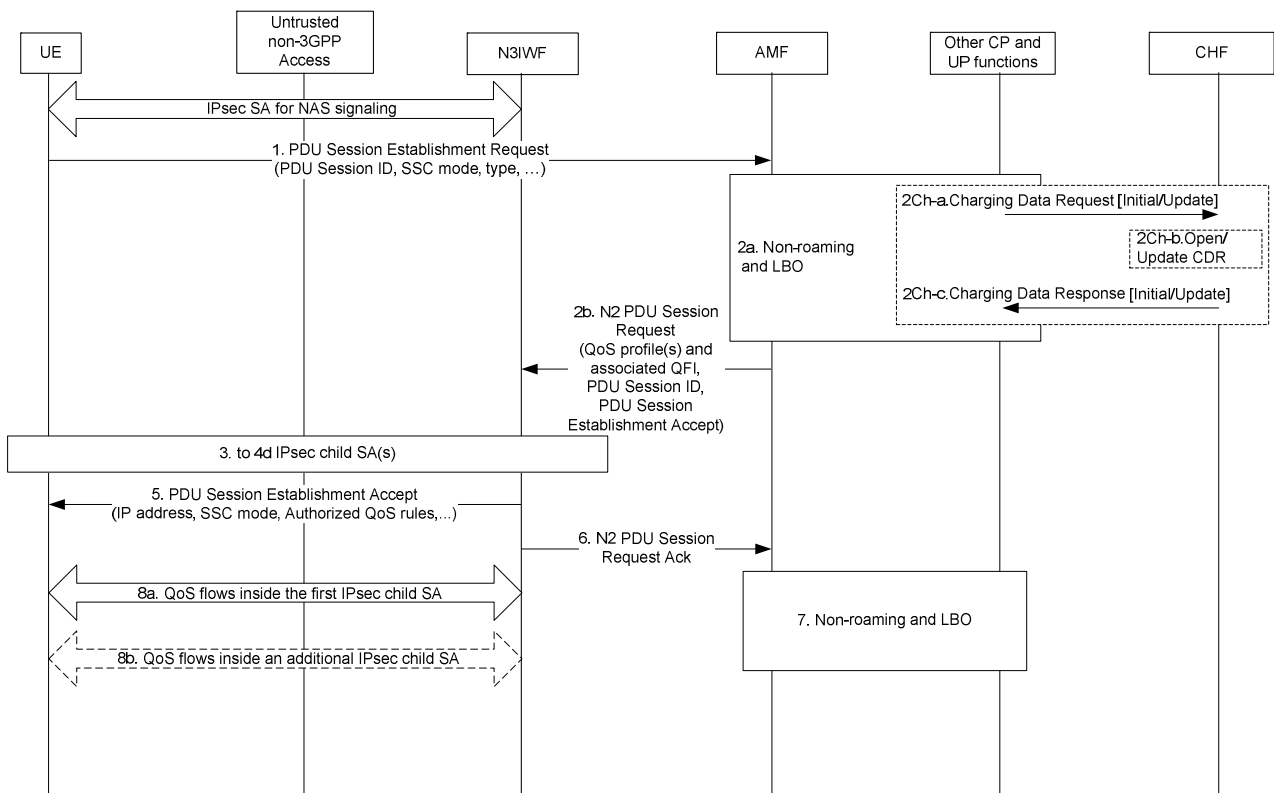 UE
Untrusted
non-3GPP
Access
N3IWF
AMF
Other CP and
UP functions
CHF
IPsec SA for NAS signaling
1. PDU Session Establishment Request
(PDU Session ID, SSC mode, type, …)
2Ch-a.Charging Data Request [Initial/Update]
2Ch-b.Open/
Update CDR
2a. Non-roaming
and LBO
2Ch-c.Charging Data Response [Initial/Update]
2b. N2 PDU Session
Request
(QoS profile(s) and
associated QFI,
PDU Session ID,
PDU Session
Establishment Accept)
3. to 4d IPsec child SA(s)
5. PDU Session Establishment Accept
(IP address, SSC mode, Authorized QoS rules,...)
6. N2 PDU Session
Request Ack
8a. QoS flows inside the first IPsec child SA
7. Non-roaming and LBO
8b. QoS flows inside an additional IPsec child SA